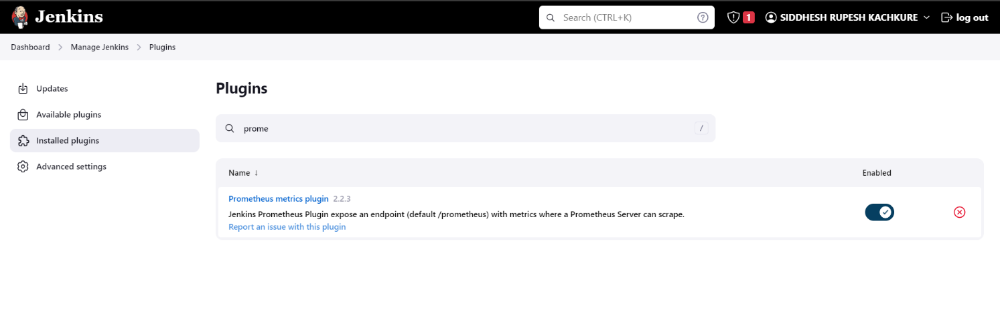 Jenkins
Search (CTRL+K)
?
1
SIDDHESH RUPESH KACHKURE
log out
Dashboard > Manage Jenkins > Plugins
Updates
Available plugins
Installed plugins
Advanced settings
Plugins
prome
/
Name ↓ Enabled
Prometheus metrics plugin 2.2.3
Jenkins Prometheus Plugin expose an endpoint (default /prometheus) with metrics where a Prometheus Server can scrape.
Report an issue with this plugin